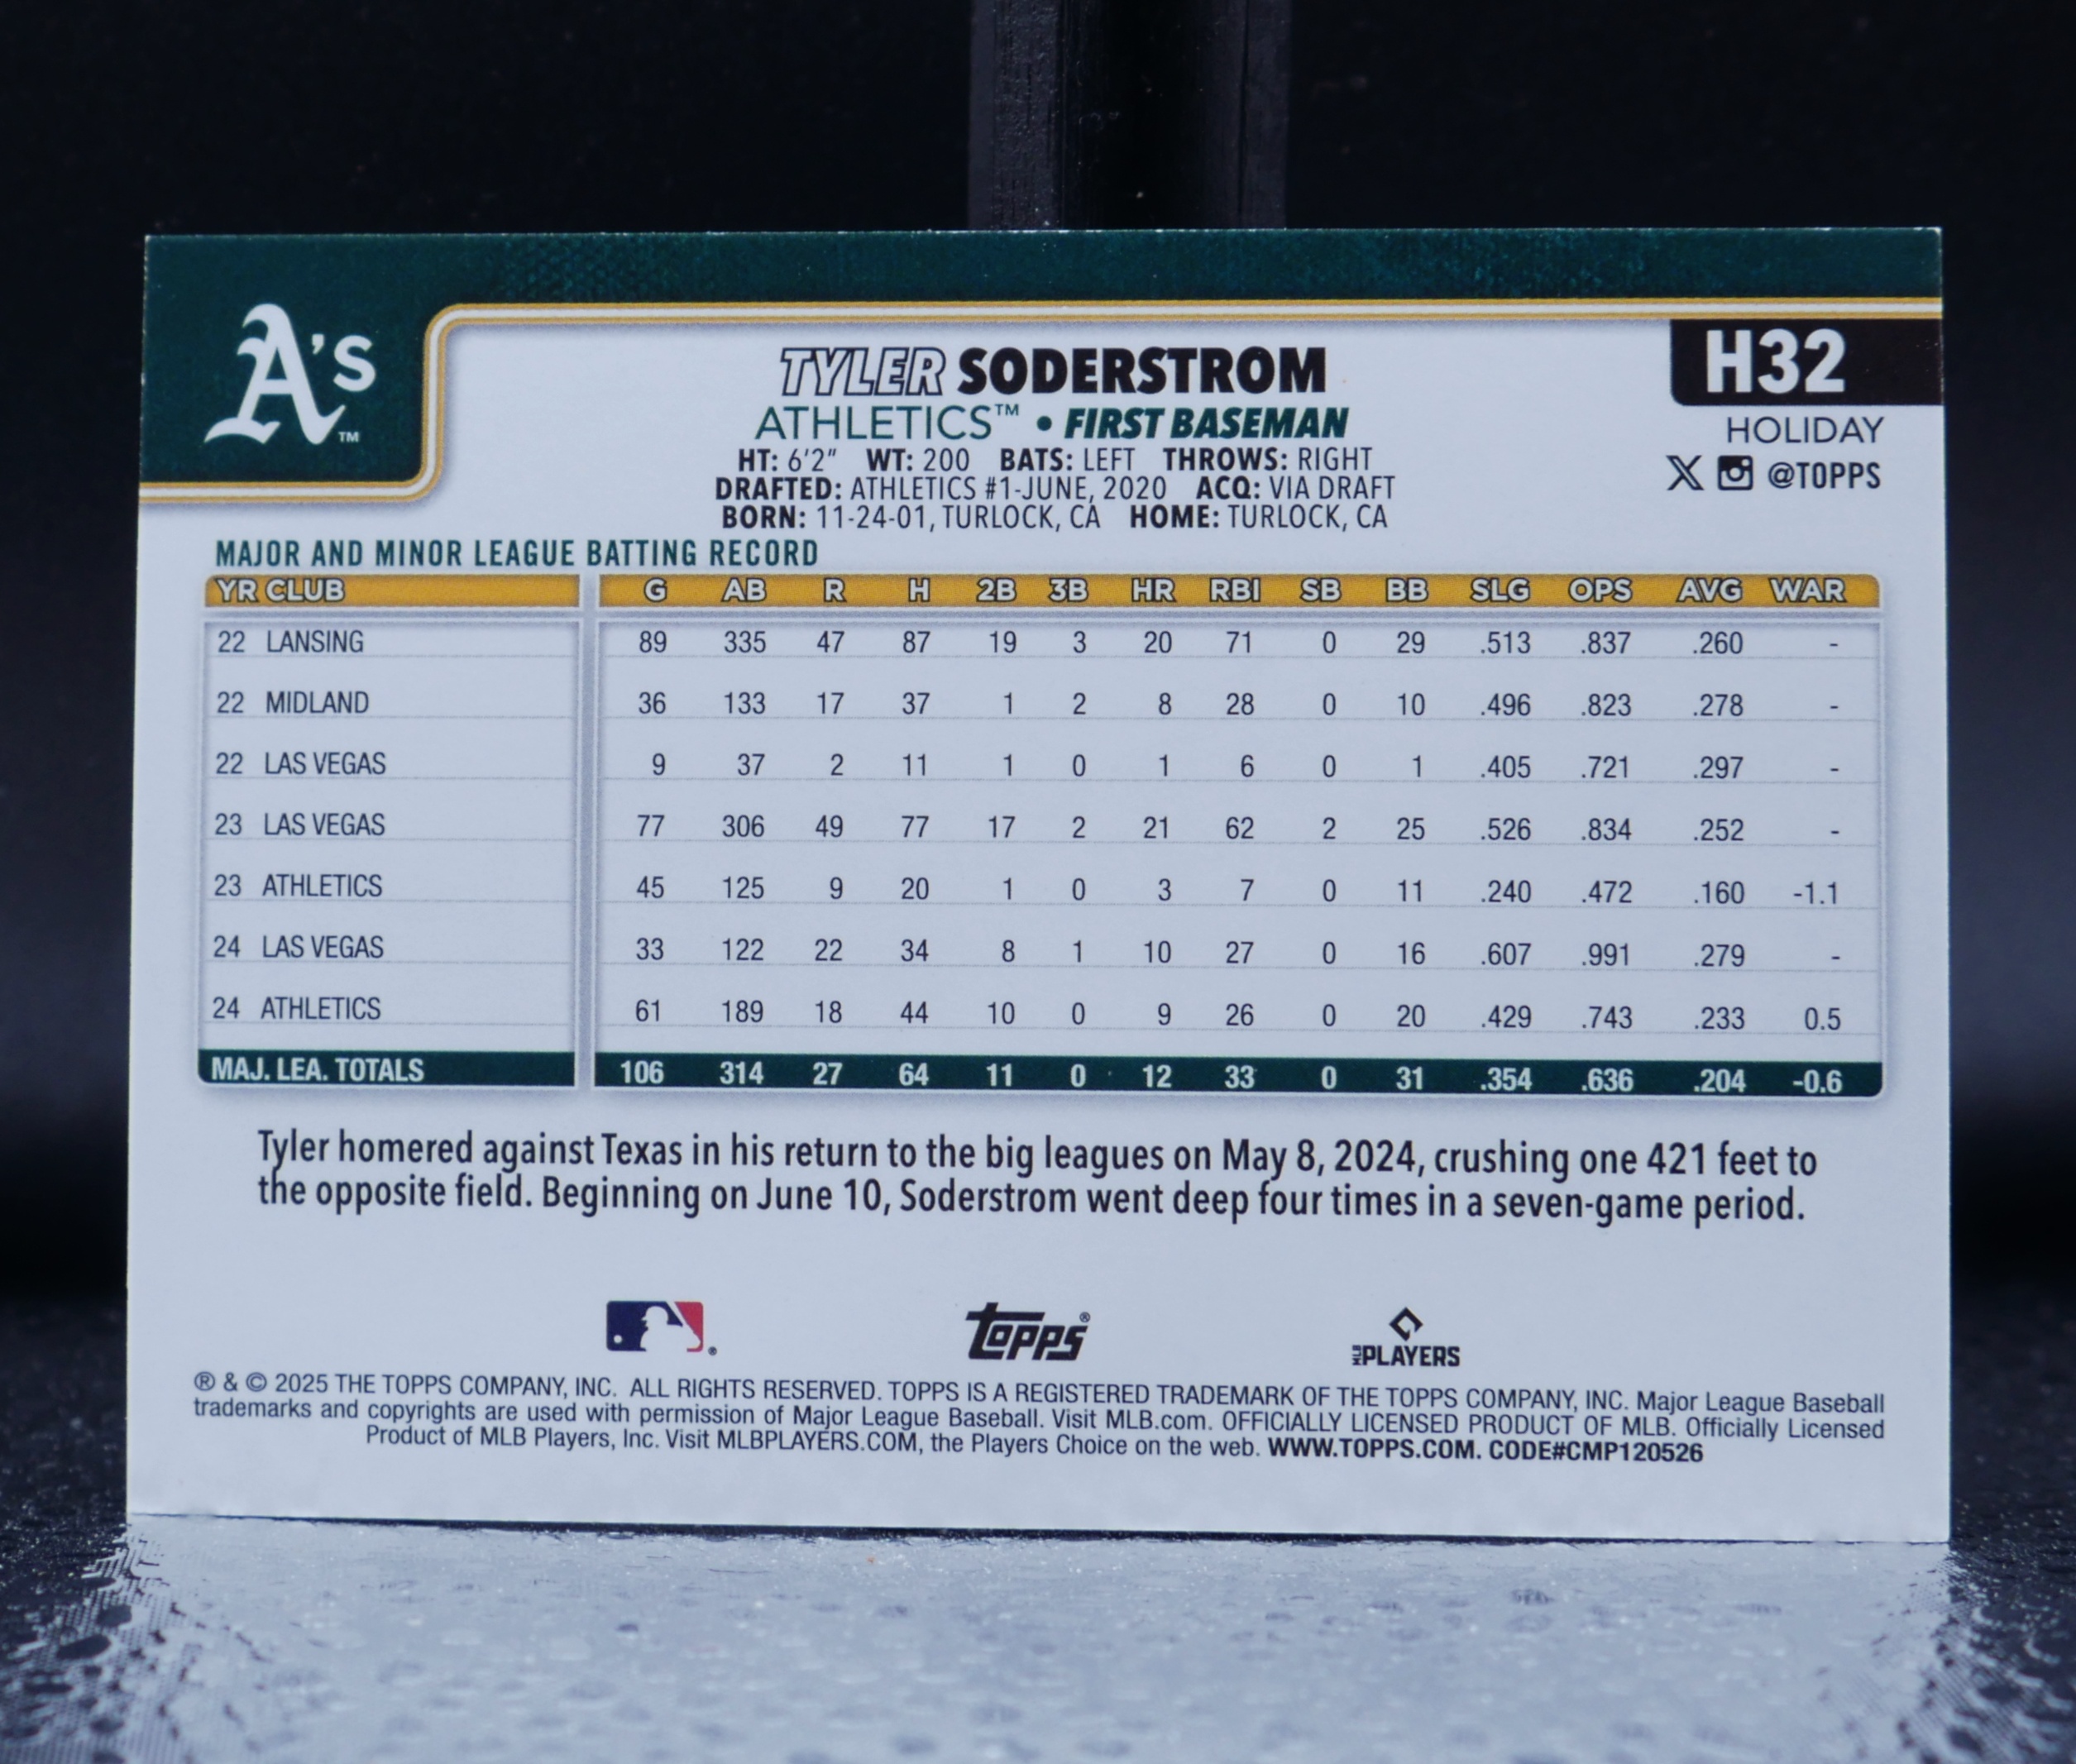 A's™
H32
TYLER SODERSTROM
ATHLETICS™ • FIRST BASEMAN
HOLIDAY
HT: 6'2" WT: 200 BATS: LEFT THROWS: RIGHT
@TOPPS
DRAFTED: ATHLETICS #1-JUNE, 2020 ACQ: VIA DRAFT
BORN: 11-24-01, TURLOCK, CA HOME: TURLOCK, CA
MAJOR AND MINOR LEAGUE BATTING RECORD
YR CLUB G AB R H 2B 3B HR RBI SB BB SLG OPS AVG WAR
22 LANSING 89 335 47 87 19 3 20 71 0 29 .513 .837 .260 -
22 MIDLAND 36 133 17 37 1 2 8 28 0 10 .496 .823 .278 -
22 LAS VEGAS 9 37 2 11 1 0 1 6 0 1 .405 .721 .297 -
23 LAS VEGAS 77 306 49 77 17 2 21 62 2 25 .526 .834 .252 -
23 ATHLETICS 45 125 9 20 1 0 3 7 0 11 .240 .472 .160 -1.1
24 LAS VEGAS 33 122 22 34 8 1 10 27 0 16 .607 .991 .279 -
24 ATHLETICS 61 189 18 44 10 0 9 26 0 20 .429 .743 .233 0.5
MAJ. LEA. TOTALS 106 314 27 64 11 0 12 33 0 31 .354 .636 .204 -0.6
Tyler homered against Texas in his return to the big leagues on May 8, 2024, crushing one 421 feet to
the opposite field. Beginning on June 10, Soderstrom went deep four times in a seven-game period.
Topps®
MLB PLAYERS
® & © 2025 THE TOPPS COMPANY, INC. ALL RIGHTS RESERVED. TOPPS IS A REGISTERED TRADEMARK OF THE TOPPS COMPANY, INC. Major League Baseball
trademarks and copyrights are used with permission of Major League Baseball. Visit MLB.com. OFFICIALLY LICENSED PRODUCT OF MLB. Officially Licensed
Product of MLB Players, Inc. Visit MLBPLAYERS.COM, the Players Choice on the web. WWW.TOPPS.COM. CODE#CMP120526